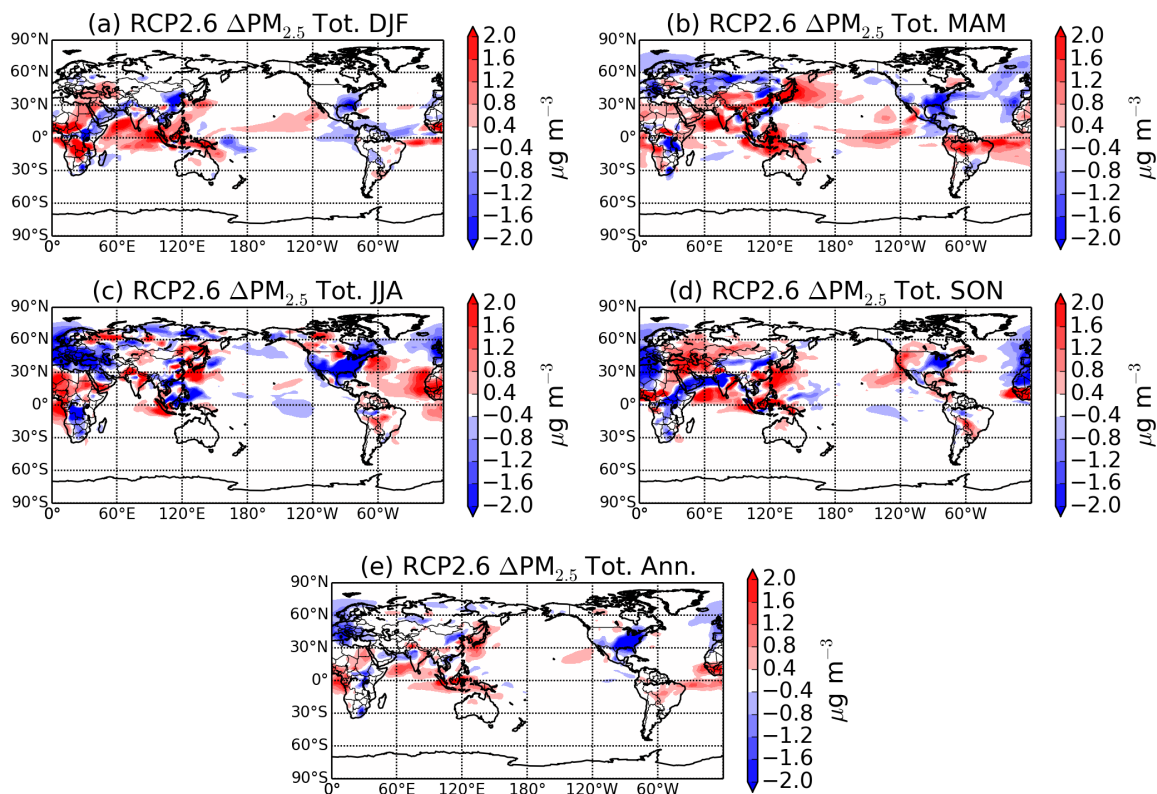 (a) RCP2.6 ΔPM2.5 Tot. DJF
90°N
60°N
30°N
0°
30°S
60°S
90°S
0° 60°E 120°E 180° 120°W 60°W
2.0
1.6
1.2
0.8
0.4
−0.4
−0.8
−1.2
−1.6
−2.0
μg m−3
(b) RCP2.6 ΔPM2.5 Tot. MAM
90°N
60°N
30°N
0°
30°S
60°S
90°S
0° 60°E 120°E 180° 120°W 60°W
2.0
1.6
1.2
0.8
0.4
−0.4
−0.8
−1.2
−1.6
−2.0
μg m−3
(c) RCP2.6 ΔPM2.5 Tot. JJA
90°N
60°N
30°N
0°
30°S
60°S
90°S
0° 60°E 120°E 180° 120°W 60°W
2.0
1.6
1.2
0.8
0.4
−0.4
−0.8
−1.2
−1.6
−2.0
μg m−3
(d) RCP2.6 ΔPM2.5 Tot. SON
90°N
60°N
30°N
0°
30°S
60°S
90°S
0° 60°E 120°E 180° 120°W 60°W
2.0
1.6
1.2
0.8
0.4
−0.4
−0.8
−1.2
−1.6
−2.0
μg m−3
(e) RCP2.6 ΔPM2.5 Tot. Ann.
90°N
60°N
30°N
0°
30°S
60°S
90°S
0° 60°E 120°E 180° 120°W 60°W
2.0
1.6
1.2
0.8
0.4
−0.4
−0.8
−1.2
−1.6
−2.0
μg m−3